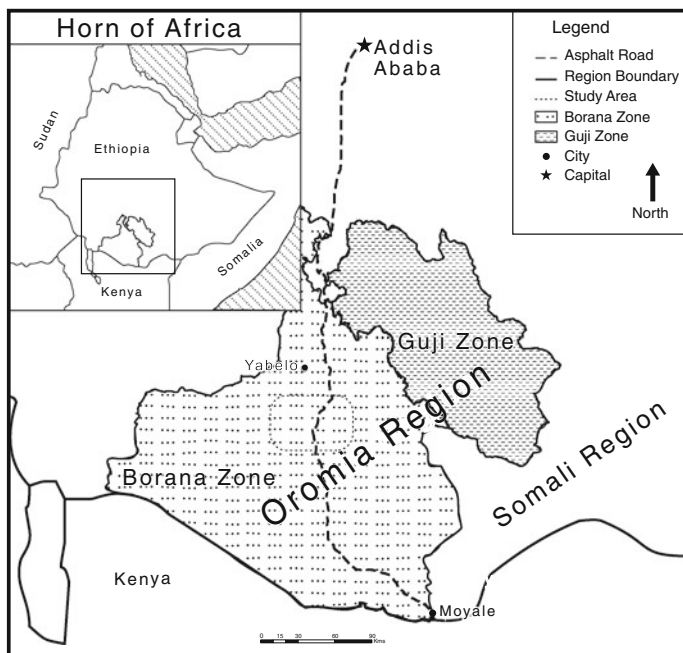 Horn of Africa
Sudan
Ethiopia
Somalia
Kenya
Addis
Ababa
Legend
Asphalt Road
Region Boundary
Study Area
Borana Zone
Guji Zone
City
Capital
North
Guji Zone
Yabělo
Oromia Region
Borana Zone
Somali Region
Kenya
Moyale
0 15 30 60 90
Kms